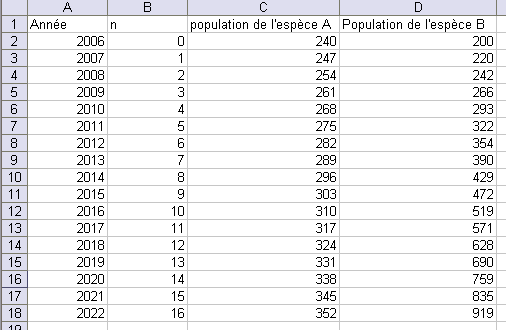 A B C D
1 Année n population de l'espèce A Population de l'espèce B
2 2006 0 240 200
3 2007 1 247 220
4 2008 2 254 242
5 2009 3 261 266
6 2010 4 268 293
7 2011 5 275 322
8 2012 6 282 354
9 2013 7 289 390
10 2014 8 296 429
11 2015 9 303 472
12 2016 10 310 519
13 2017 11 317 571
14 2018 12 324 628
15 2019 13 331 690
16 2020 14 338 759
17 2021 15 345 835
18 2022 16 352 919